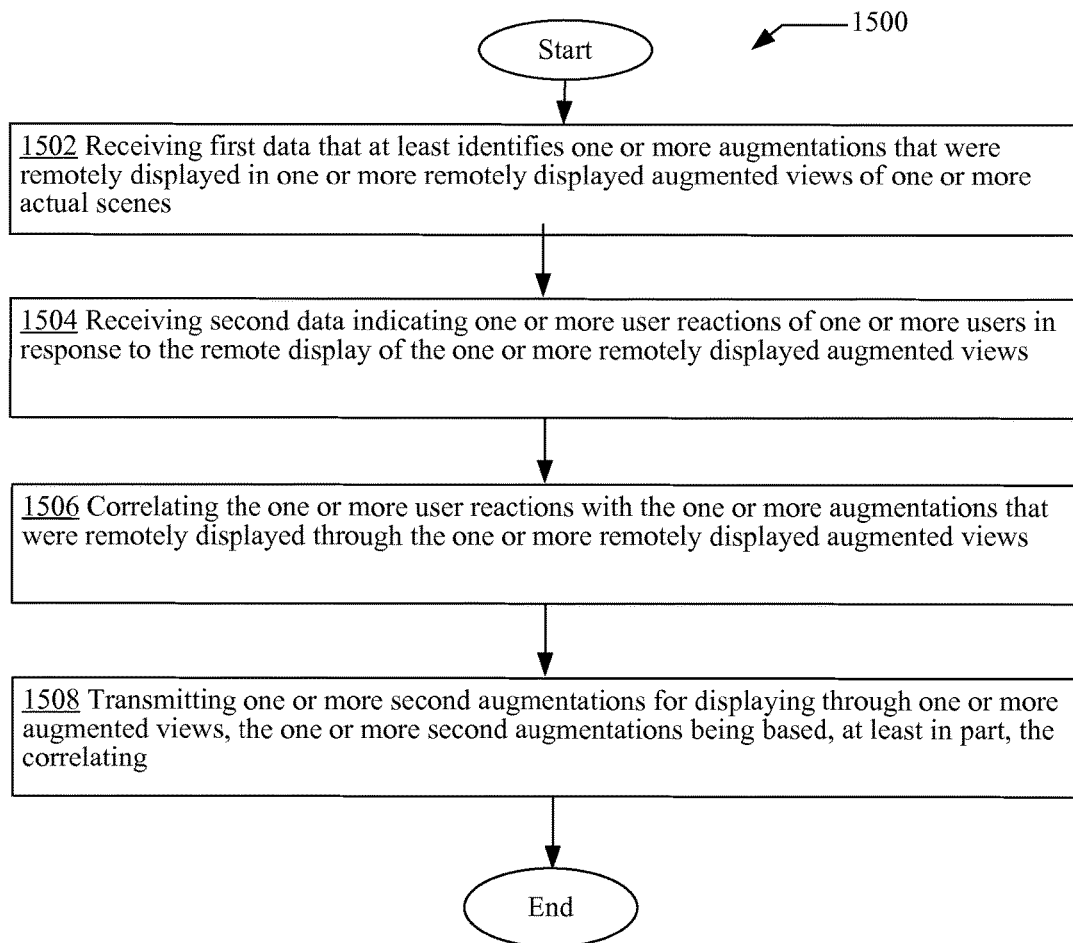 1500
Start
1502 Receiving first data that at least identifies one or more augmentations that were
remotely displayed in one or more remotely displayed augmented views of one or more
actual scenes
1504 Receiving second data indicating one or more user reactions of one or more users in
response to the remote display of the one or more remotely displayed augmented views
1506 Correlating the one or more user reactions with the one or more augmentations that
were remotely displayed through the one or more remotely displayed augmented views
1508 Transmitting one or more second augmentations for displaying through one or more
augmented views, the one or more second augmentations being based, at least in part, the
correlating
End